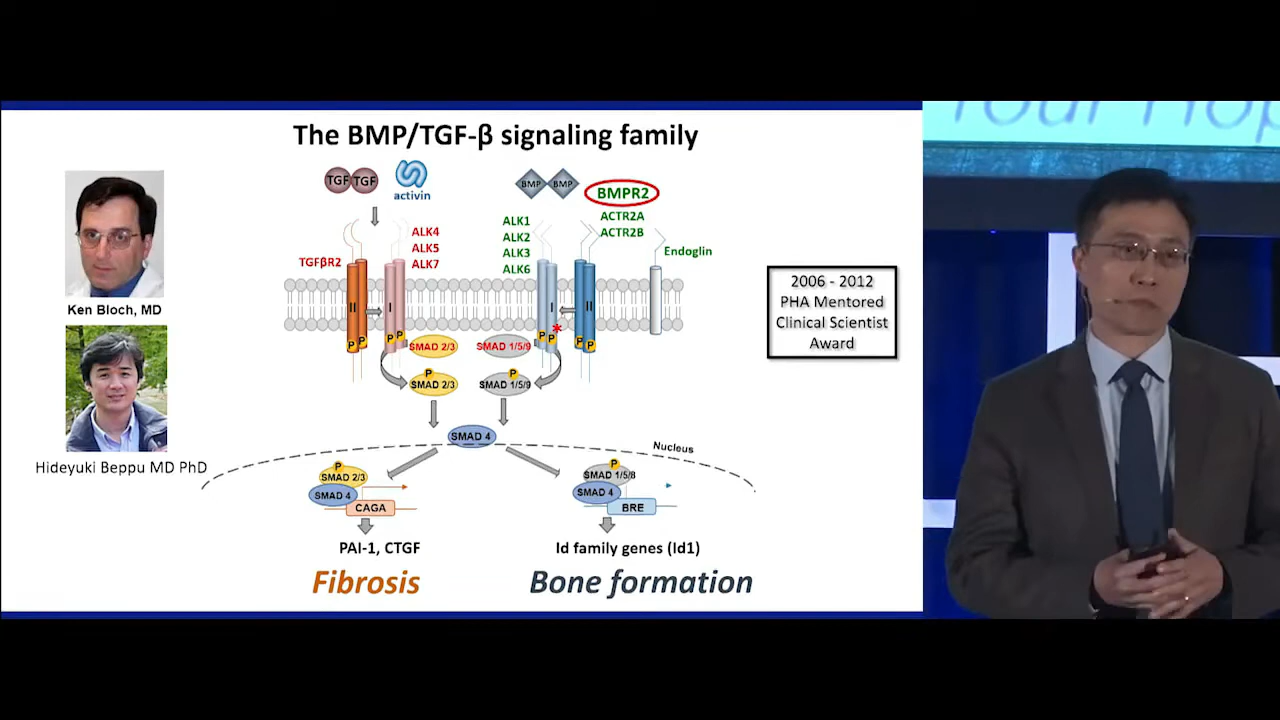 The BMP/TGF-β signaling family
Your Hop
TGF TGF
activin
BMP BMP
BMPR2
ACTR2A
ACTR2B
ALK1
ALK2
ALK3
ALK6
ALK4
ALK5
ALK7
TGFβR2
Endoglin
II
I
I
II
P P
P P
P P
P P
*
SMAD 2/3
SMAD 1/5/9
P
SMAD 2/3
P
SMAD 1/5/9
SMAD 4
Nucleus
P
SMAD 2/3
SMAD 4
CAGA
P
SMAD 1/5/8
SMAD 4
BRE
PAI-1, CTGF
Id family genes (Id1)
Fibrosis
Bone formation
Ken Bloch, MD
Hideyuki Beppu MD PhD
2006 - 2012
PHA Mentored
Clinical Scientist
Award